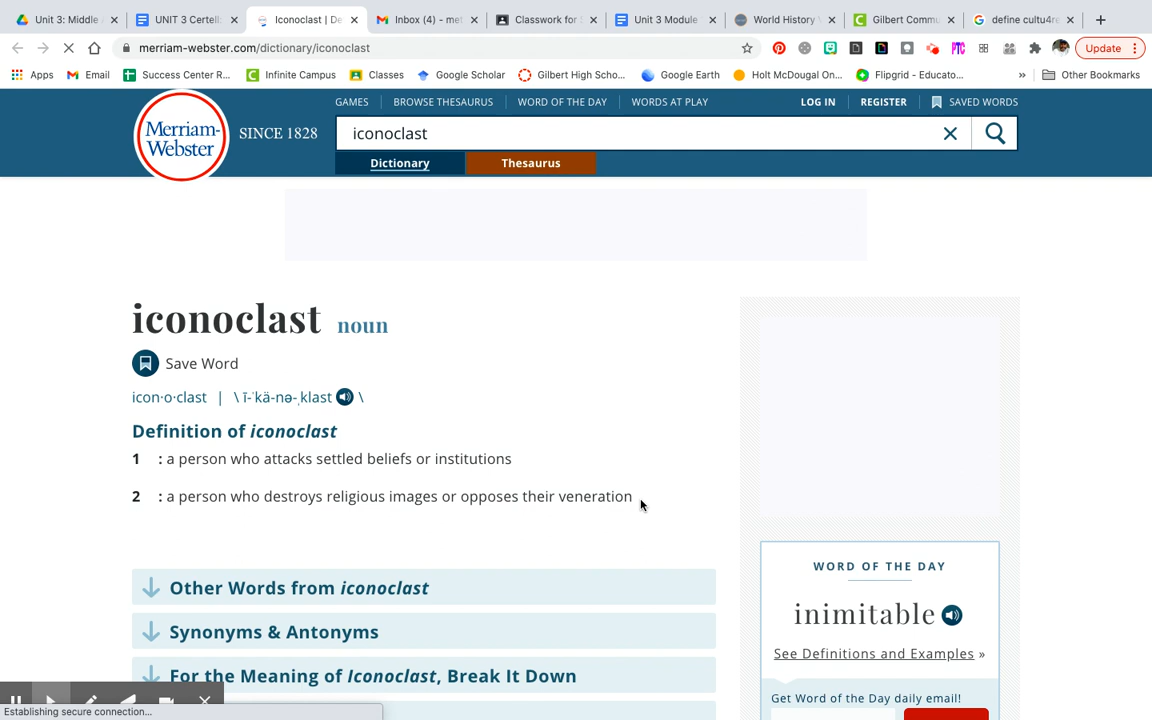 Unit 3: Middle
UNIT 3 Certell
Iconoclast | De
Inbox (4) - met
Classwork for S
Unit 3 Module
World History V
Gilbert Commu
define cultu4re
merriam-webster.com/dictionary/iconoclast
Update
Apps
Email
Success Center R...
Infinite Campus
Classes
Google Scholar
Gilbert High Scho...
Google Earth
Holt McDougal On...
Flipgrid - Educato...
»
Other Bookmarks
GAMES
BROWSE THESAURUS
WORD OF THE DAY
WORDS AT PLAY
LOG IN
REGISTER
SAVED WORDS
Merriam-
Webster
SINCE 1828
iconoclast
Dictionary
Thesaurus
iconoclast noun
Save Word
icon·o·clast | \ ī-ˈkä-nə-ˌklast \
Definition of iconoclast
1 : a person who attacks settled beliefs or institutions
2 : a person who destroys religious images or opposes their veneration
Other Words from iconoclast
Synonyms & Antonyms
For the Meaning of Iconoclast, Break It Down
WORD OF THE DAY
inimitable
See Definitions and Examples »
Get Word of the Day daily email!
Establishing secure connection...